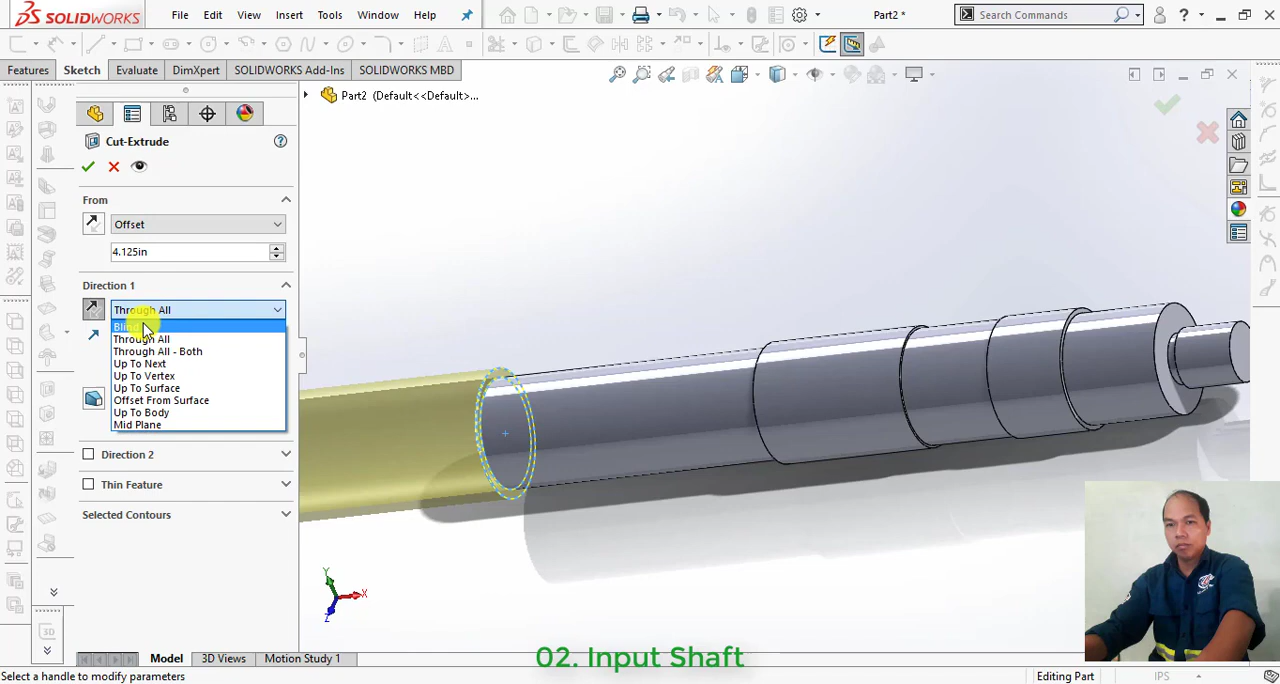 SOLIDWORKS
File Edit View Insert Tools Window Help
Part2 *
Search Commands
Features Sketch Evaluate DimXpert SOLIDWORKS Add-Ins SOLIDWORKS MBD
Part2 (Default<<Default>...
Cut-Extrude
From
Offset
4.125in
Direction 1
Through All
Blind
Through All
Through All - Both
Up To Next
Up To Vertex
Up To Surface
Offset From Surface
Up To Body
Mid Plane
Direction 2
Thin Feature
Selected Contours
Y
X
Z
3D
02. Input Shaft
Model 3D Views Motion Study 1
Select a handle to modify parameters
Editing Part
IPS